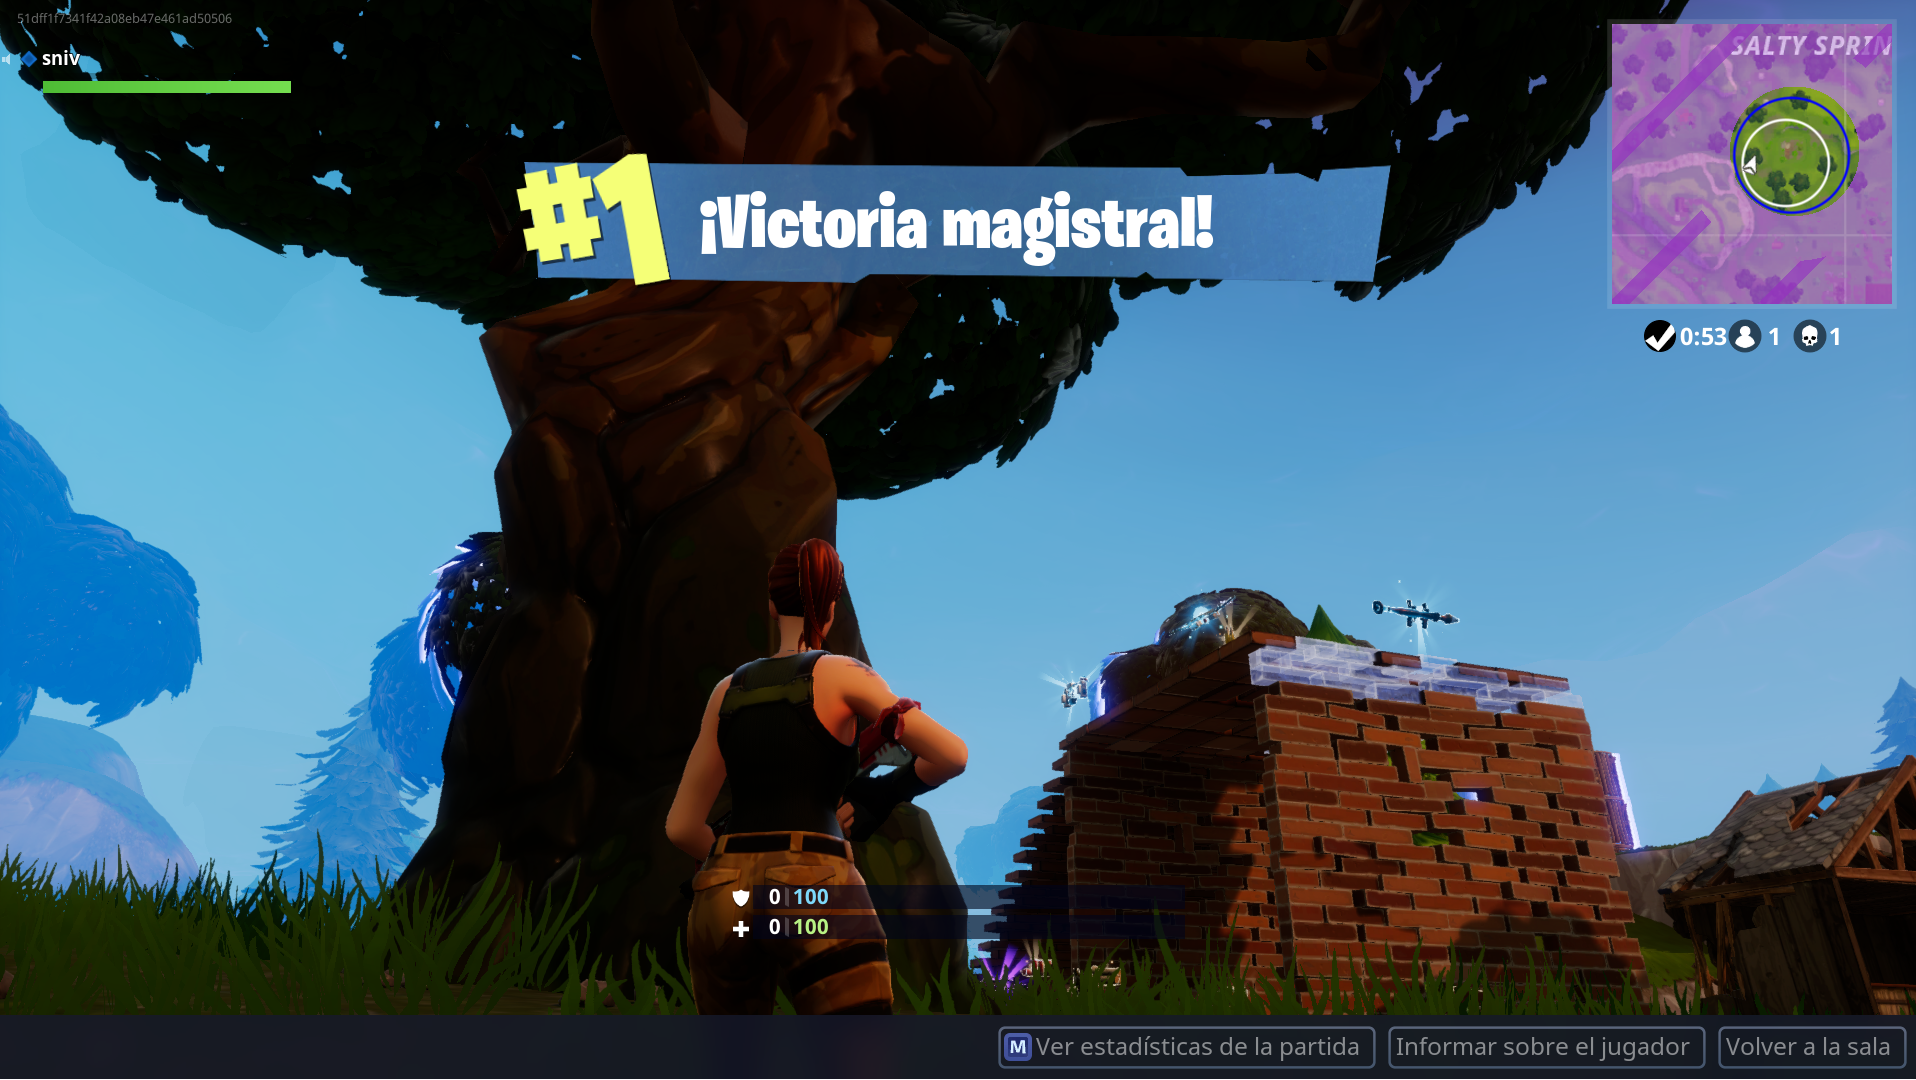 51dff1f7341f42a08eb47e461ad50506
sniv
SALTY SPRIN
#1 ¡Victoria magistral!
0:53 1 1
0 | 100
0 | 100
M Ver estadísticas de la partida
Informar sobre el jugador
Volver a la sala